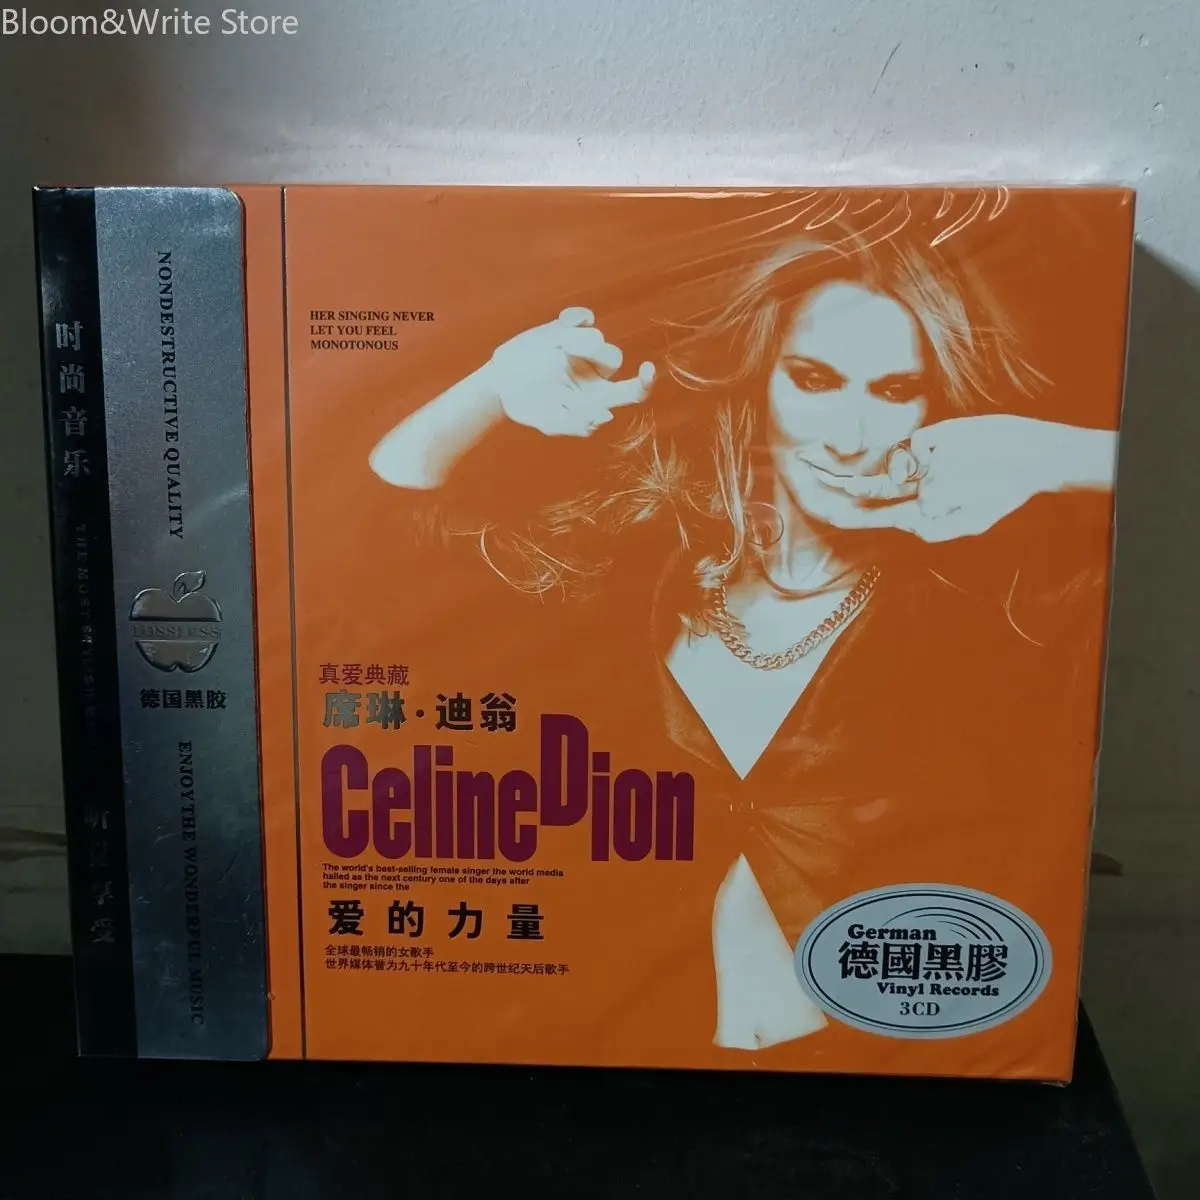 Bloom&Write Store
时尚音乐
NONDESTRUCTIVE QUALITY
LOSSLESS
德国黑胶
ENJOY THE WONDERFUL MUSIC
HER SINGING NEVER
LET YOU FEEL
MONOTONOUS
真爱典藏
席琳·迪翁
Celine Dion
The world's best-selling female singer the world media
hailed as the next century one of the days after
the singer since the
爱的力量
全球最畅销的女歌手
世界媒体誉为九十年代至今的跨世纪天后歌手
German
德國黑膠
Vinyl Records
3CD